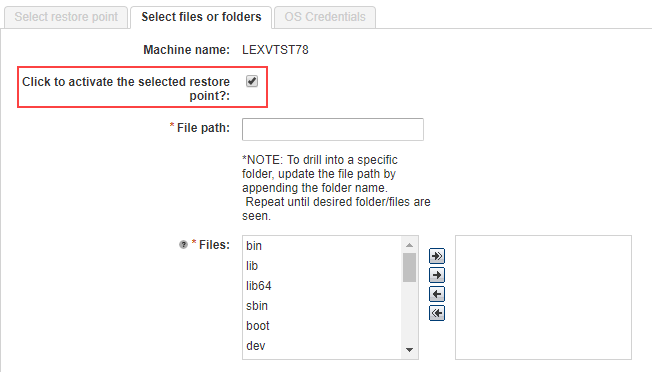 Select restore point
Select files or folders
OS Credentials
Machine name: LEXVTST78
Click to activate the selected restore
point?:
* File path:
*NOTE: To drill into a specific
folder, update the file path by
appending the folder name.
Repeat until desired folder/files are
seen.
? * Files:
bin
lib
lib64
sbin
boot
dev